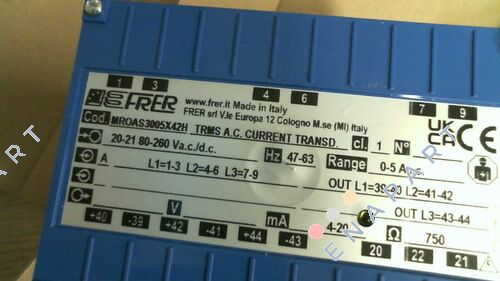 1 3 4 6 7 9
FRER www.frer.it Made in Italy
FRER srl V.le Europa 12 Cologno M.se (MI) Italy
UK CA CE
Cod. MROAS3005X42H TRMS A.C. CURRENT TRANSD. cl. 1 N°
20-21 80-260 Va.c./d.c. Hz 47-63 Range 0-5 A
A L1=1-3 L2=4-6 L3=7-9 OUT L1=39-40 L2=41-42
OUT L3=43-44
V mA 4-20 Ω 750
+40 -39 +42 -41 +44 -43 20 22 21
ENAPART
ENAPART